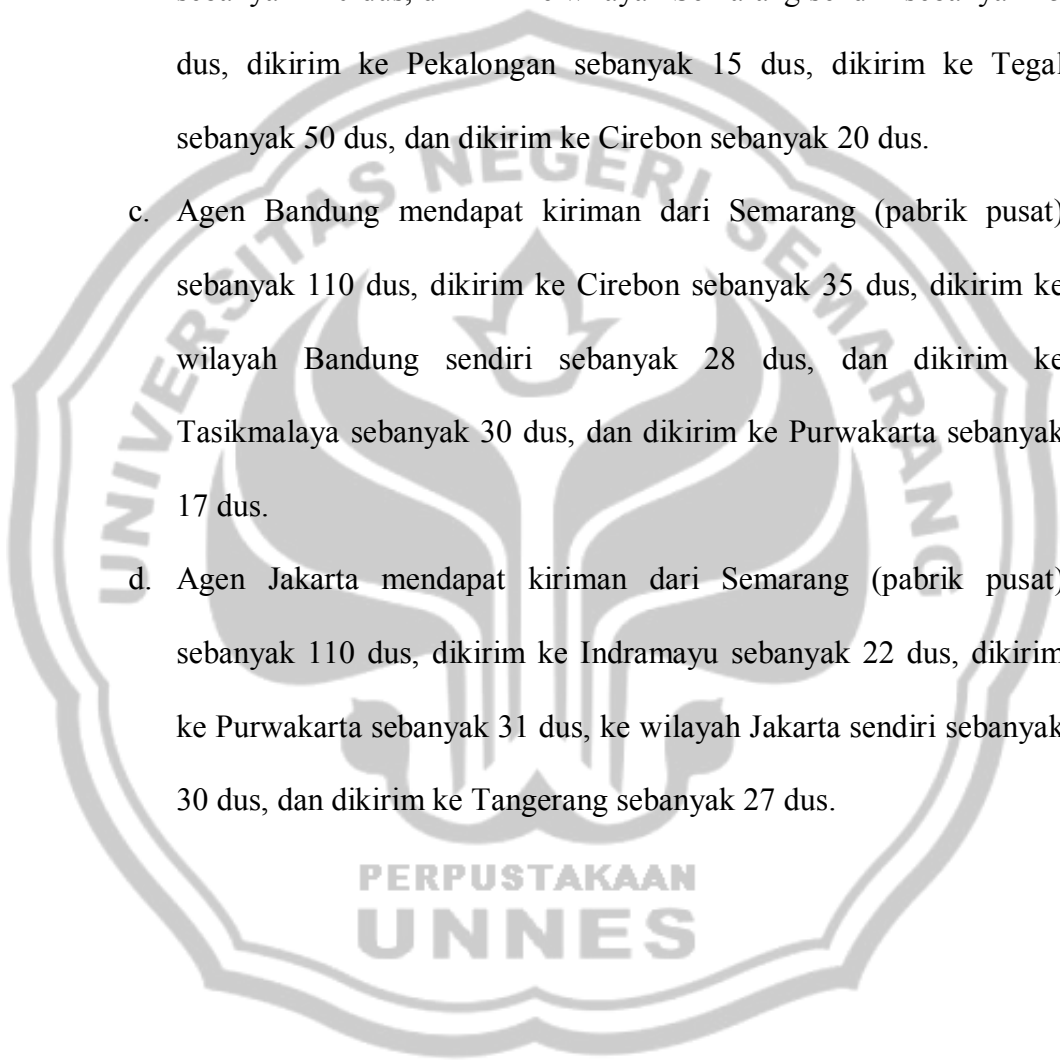 dus, dikirim ke Pekalongan sebanyak 15 dus, dikirim ke Tegal
sebanyak 50 dus, dan dikirim ke Cirebon sebanyak 20 dus.
c. Agen Bandung mendapat kiriman dari Semarang (pabrik pusat)
sebanyak 110 dus, dikirim ke Cirebon sebanyak 35 dus, dikirim ke
wilayah Bandung sendiri sebanyak 28 dus, dan dikirim ke
Tasikmalaya sebanyak 30 dus, dan dikirim ke Purwakarta sebanyak
17 dus.
d. Agen Jakarta mendapat kiriman dari Semarang (pabrik pusat)
sebanyak 110 dus, dikirim ke Indramayu sebanyak 22 dus, dikirim
ke Purwakarta sebanyak 31 dus, ke wilayah Jakarta sendiri sebanyak
30 dus, dan dikirim ke Tangerang sebanyak 27 dus.
UNIVERSITAS NEGERI SEMARANG
PERPUSTAKAAN
UNNES